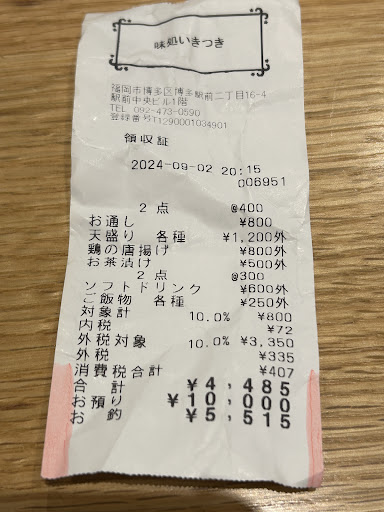 味処いきつき
福岡市博多区博多駅前二丁目16-4
駅前中央ビル1階
TEL 092-473-0590
登録番号T1290001034901
領収証
2024-09-02 20:15
006951
2点 @400
お通し ¥800
天盛り 各種 ¥1,200外
鶏の唐揚げ ¥800外
お茶漬け ¥500外
2点 @300
ソフトドリンク ¥600外
ご飯物 各種 ¥250外
対象計 10.0% ¥800
内税 ¥72
外税対象 10.0% ¥3,350
外税 ¥335
消費税合計 ¥407
合計 ¥4,485
お預り ¥10,000
お釣 ¥5,515